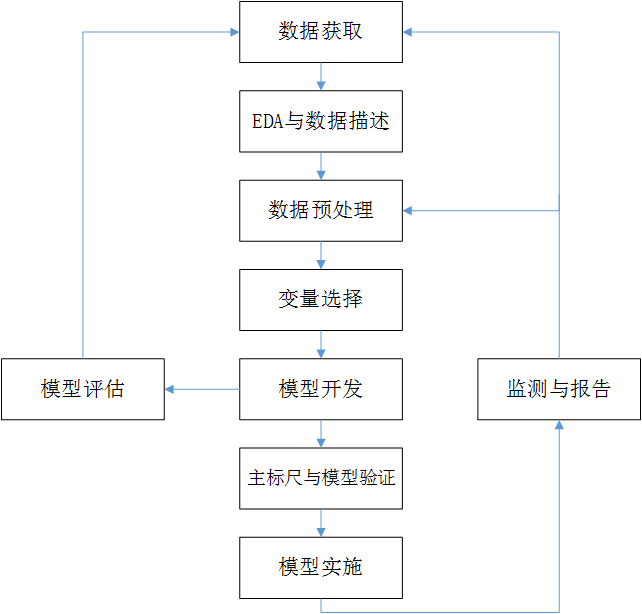 数据获取
EDA与数据描述
数据预处理
变量选择
模型评估
模型开发
监测与报告
主标尺与模型验证
模型实施